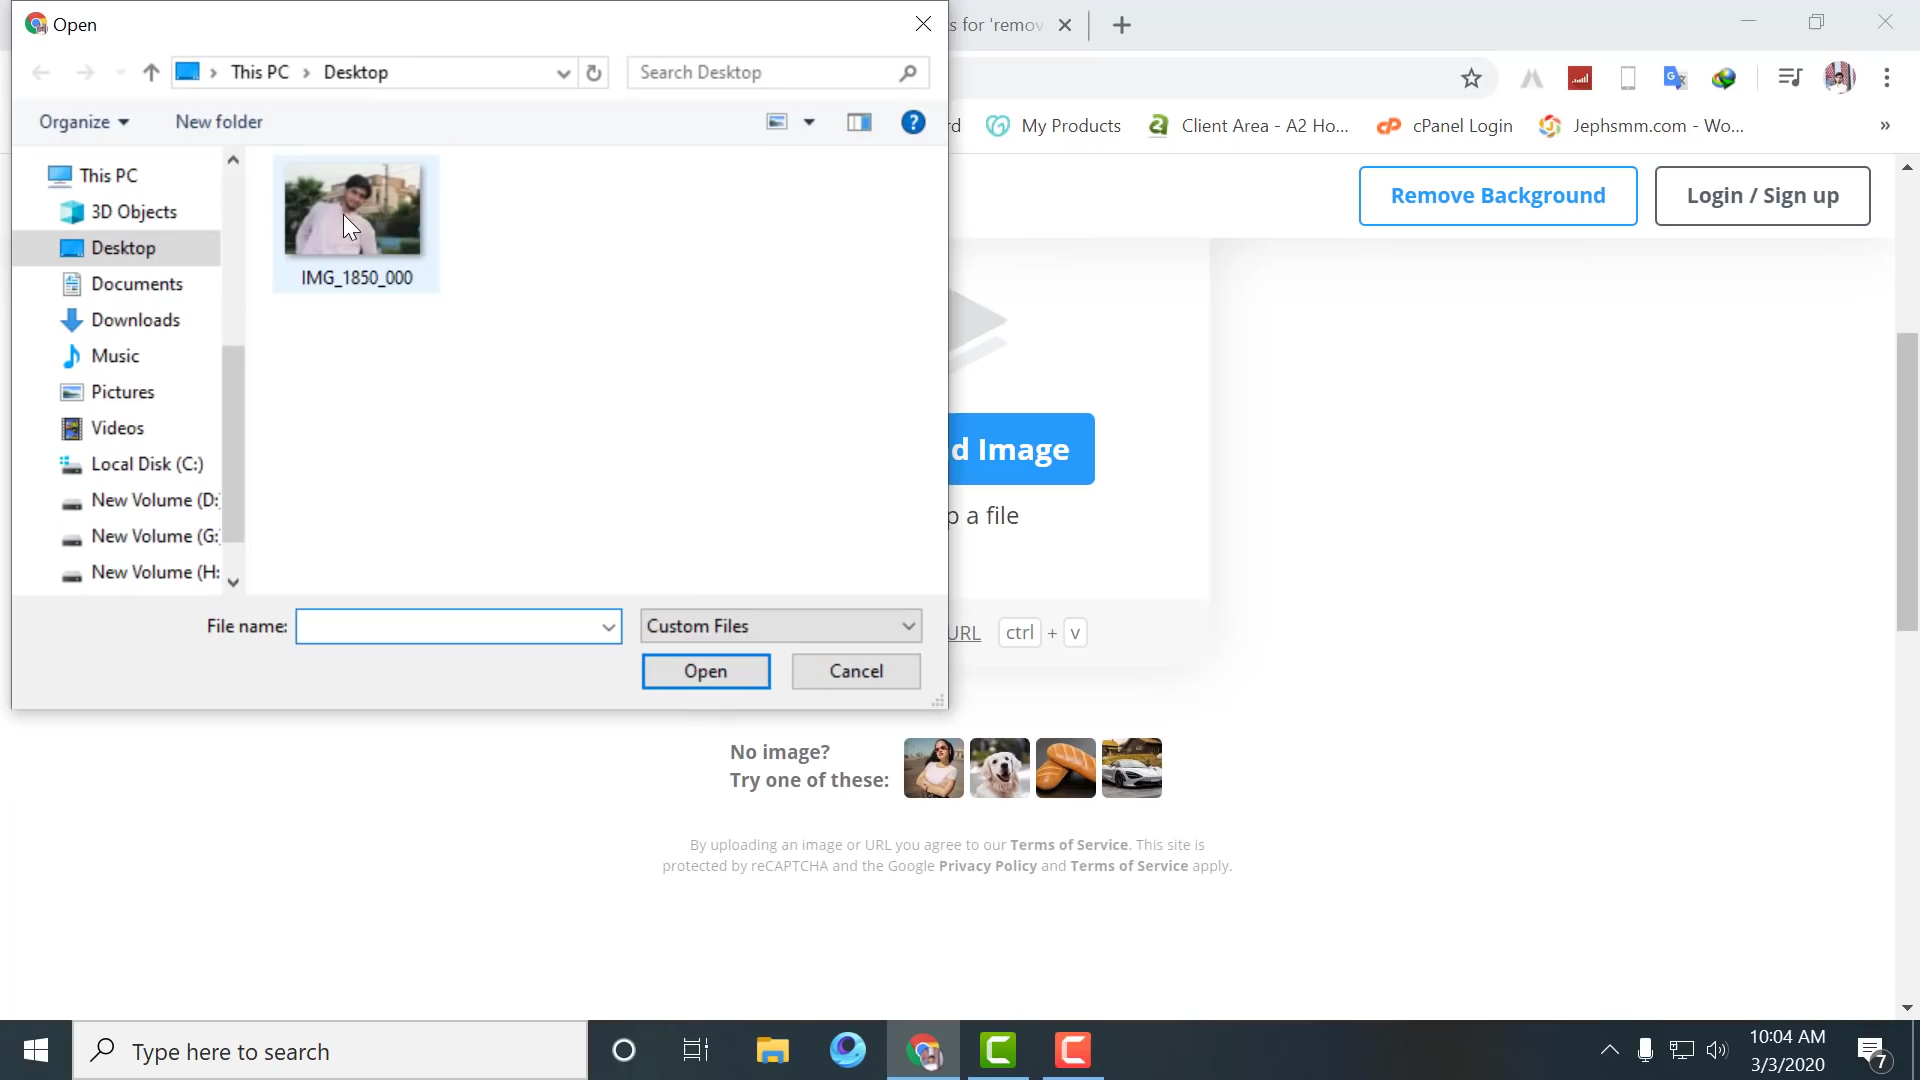 Open
s for 'remov
This PC
Desktop
Search Desktop
Organize
New folder
d
My Products
Client Area - A2 Ho...
cPanel Login
Jephsmm.com - Wo...
»
This PC
3D Objects
Desktop
Documents
Downloads
Music
Pictures
Videos
Local Disk (C:)
New Volume (D:
New Volume (G:
New Volume (H:
IMG_1850_000
Remove Background
Login / Sign up
d Image
p a file
File name:
Custom Files
Open
Cancel
URL
ctrl + v
No image?
Try one of these:
By uploading an image or URL you agree to our Terms of Service. This site is
protected by reCAPTCHA and the Google Privacy Policy and Terms of Service apply.
Type here to search
10:04 AM
3/3/2020
7